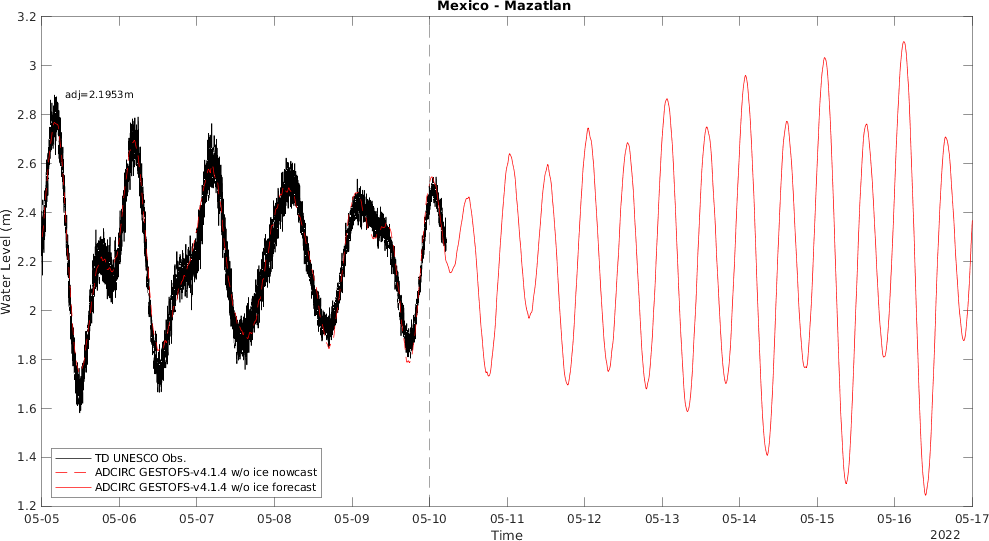 Mexico - Mazatlan
3.2
3
2.8
2.6
2.4
2.2
2
1.8
1.6
1.4
1.2
Water Level (m)
adj=2.1953m
TD UNESCO Obs.
ADCIRC GESTOFS-v4.1.4 w/o ice nowcast
ADCIRC GESTOFS-v4.1.4 w/o ice forecast
05-05 05-06 05-07 05-08 05-09 05-10 05-11 05-12 05-13 05-14 05-15 05-16 05-17
Time
2022